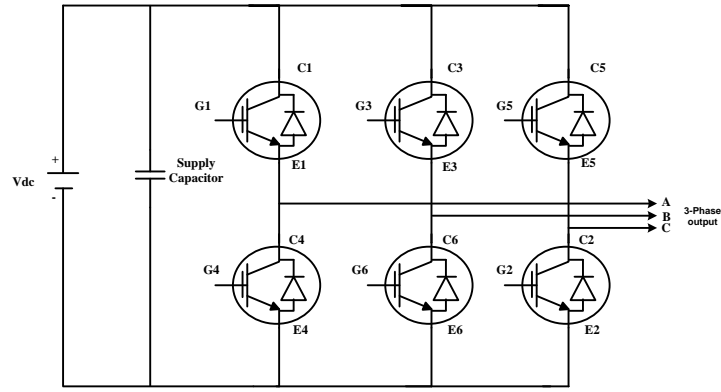 C1
C3
C5
G1
G3
G5
+
Vdc
-
Supply
Capacitor
E1
E3
E5
A
B
C
3-Phase
output
C4
C6
C2
G4
G6
G2
E4
E6
E2